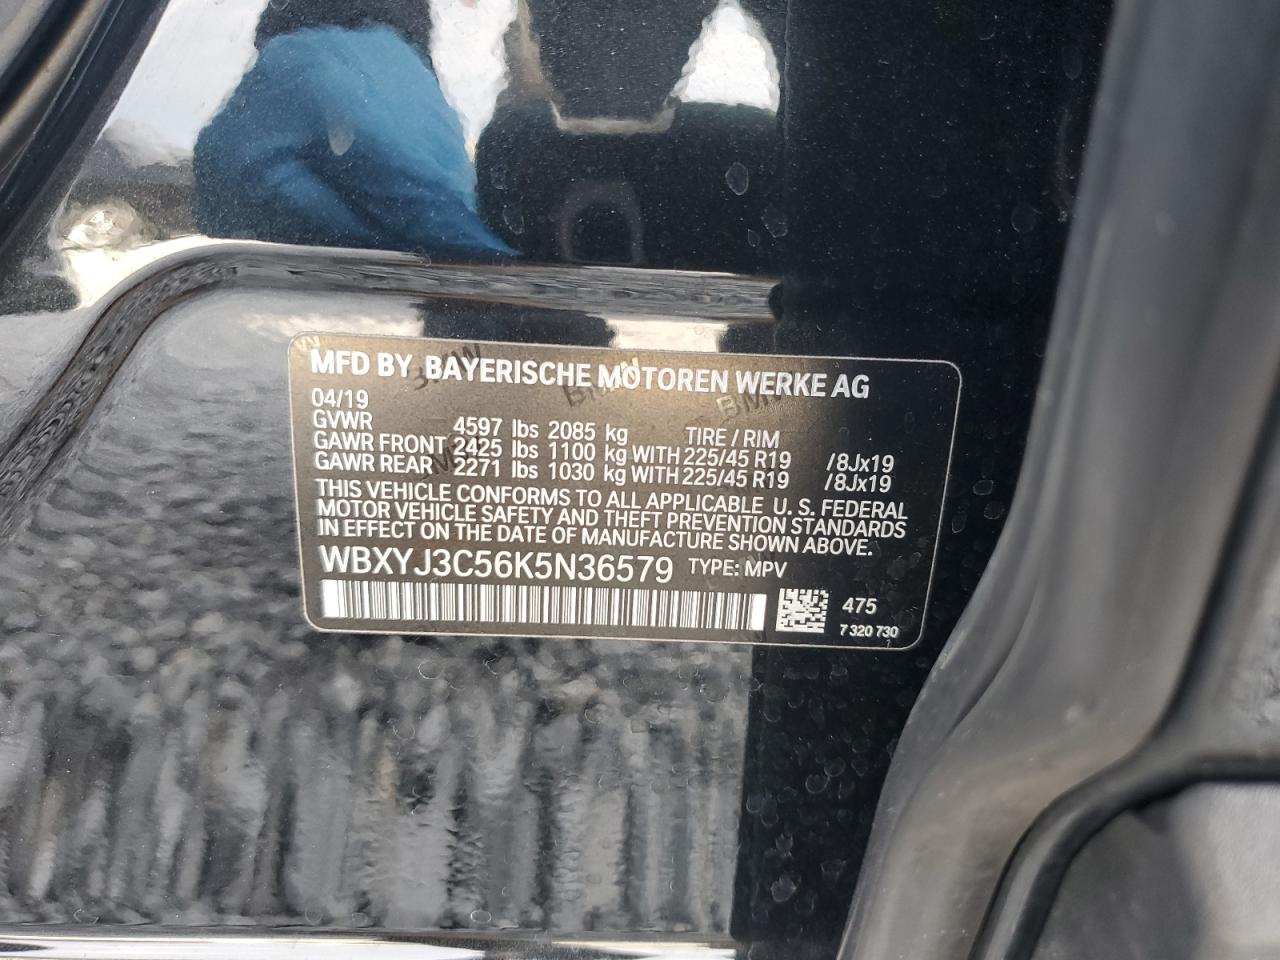 MFD BY BAYERISCHE MOTOREN WERKE AG
04/19
GVWR 4597 lbs 2085 kg TIRE / RIM
GAWR FRONT 2425 lbs 1100 kg WITH 225/45 R19 /8Jx19
GAWR REAR 2271 lbs 1030 kg WITH 225/45 R19 /8Jx19
THIS VEHICLE CONFORMS TO ALL APPLICABLE U. S. FEDERAL
MOTOR VEHICLE SAFETY AND THEFT PREVENTION STANDARDS
IN EFFECT ON THE DATE OF MANUFACTURE SHOWN ABOVE.
WBXYJ3C56K5N36579 TYPE: MPV
475
7 320 730
1